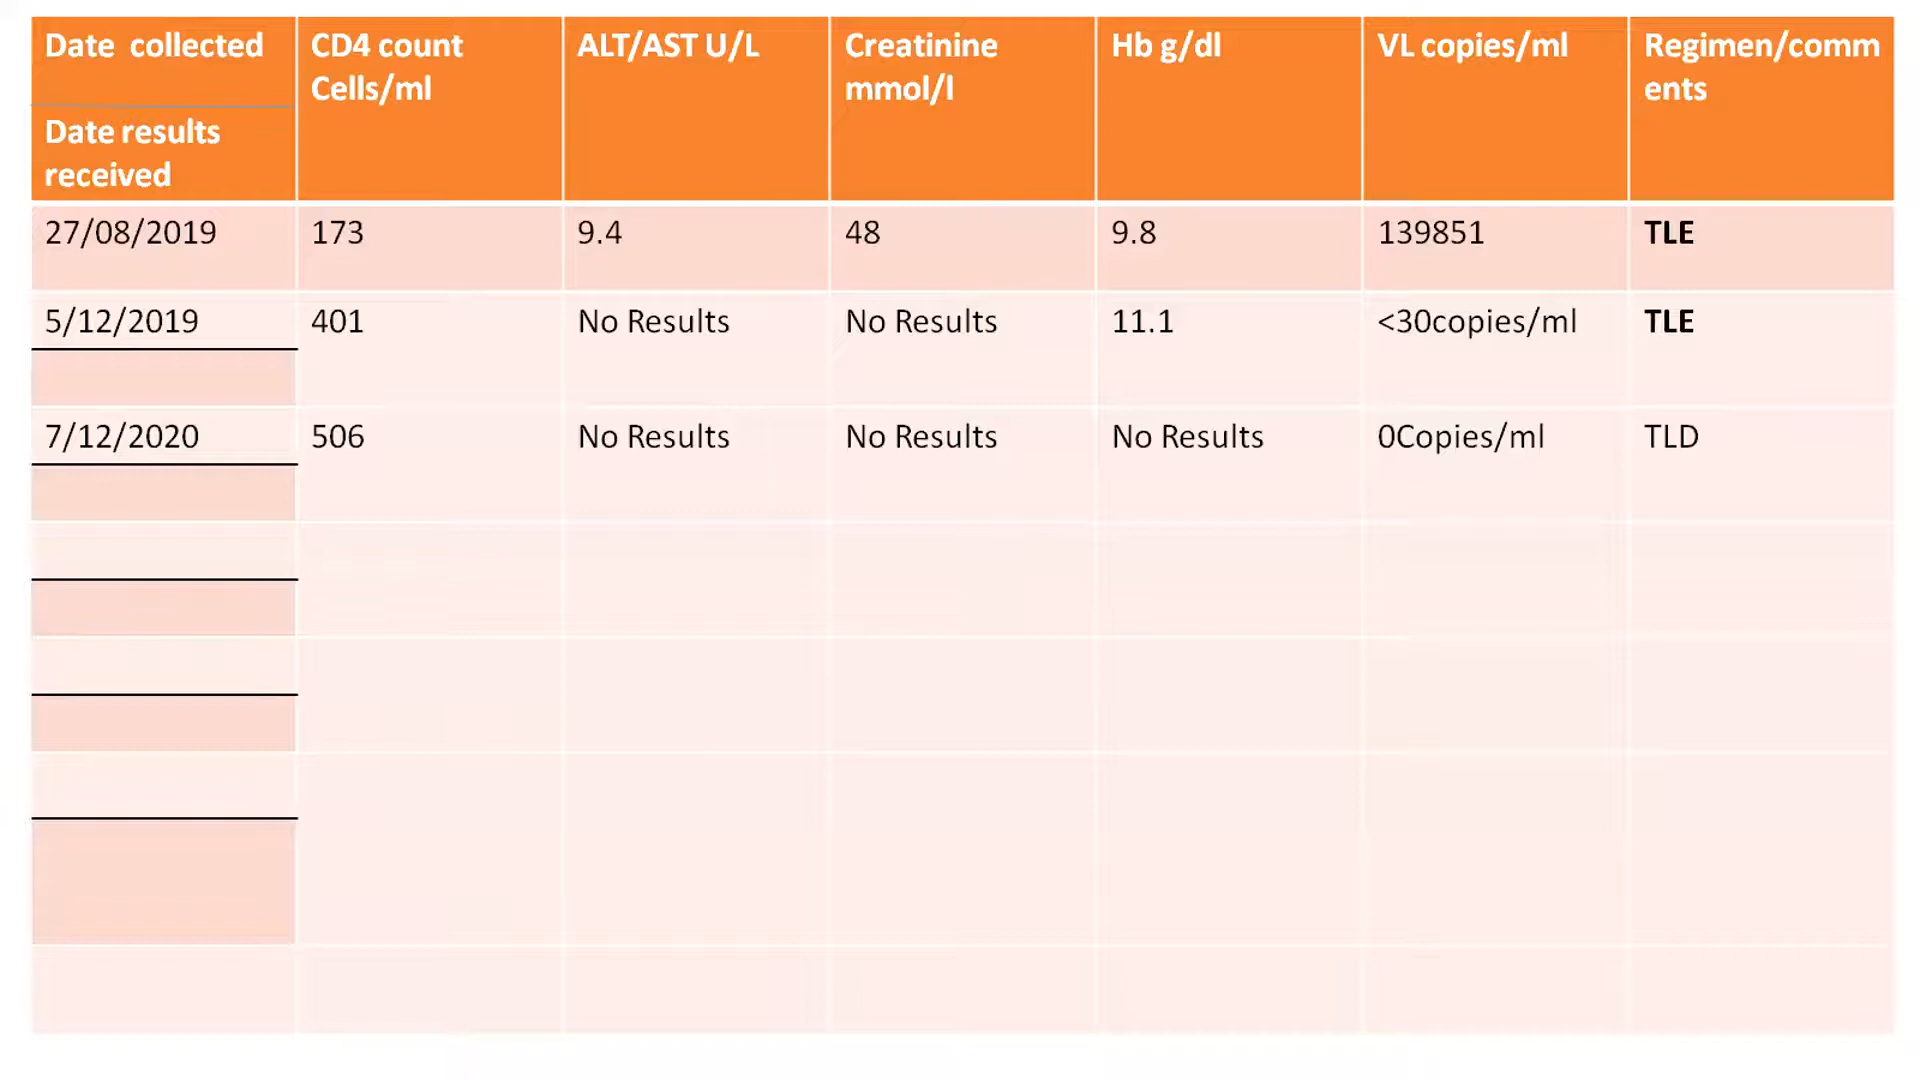 Date collected
Date results
received
CD4 count
Cells/ml
ALT/AST U/L
Creatinine
mmol/l
Hb g/dl
VL copies/ml
Regimen/comm
ents
27/08/2019 173 9.4 48 9.8 139851 TLE
5/12/2019 401 No Results No Results 11.1 <30copies/ml TLE
7/12/2020 506 No Results No Results No Results 0Copies/ml TLD